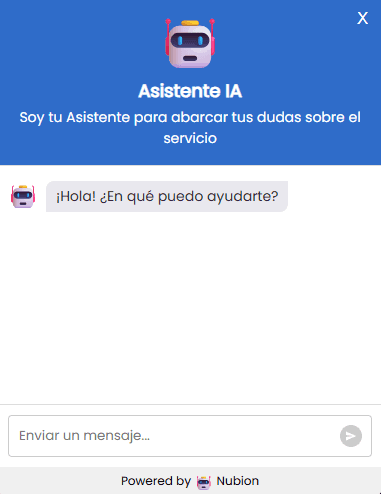 X
Asistente IA
Soy tu Asistente para abarcar tus dudas sobre el
servicio
¡Hola! ¿En qué puedo ayudarte?
Enviar un mensaje...
Powered by Nubion